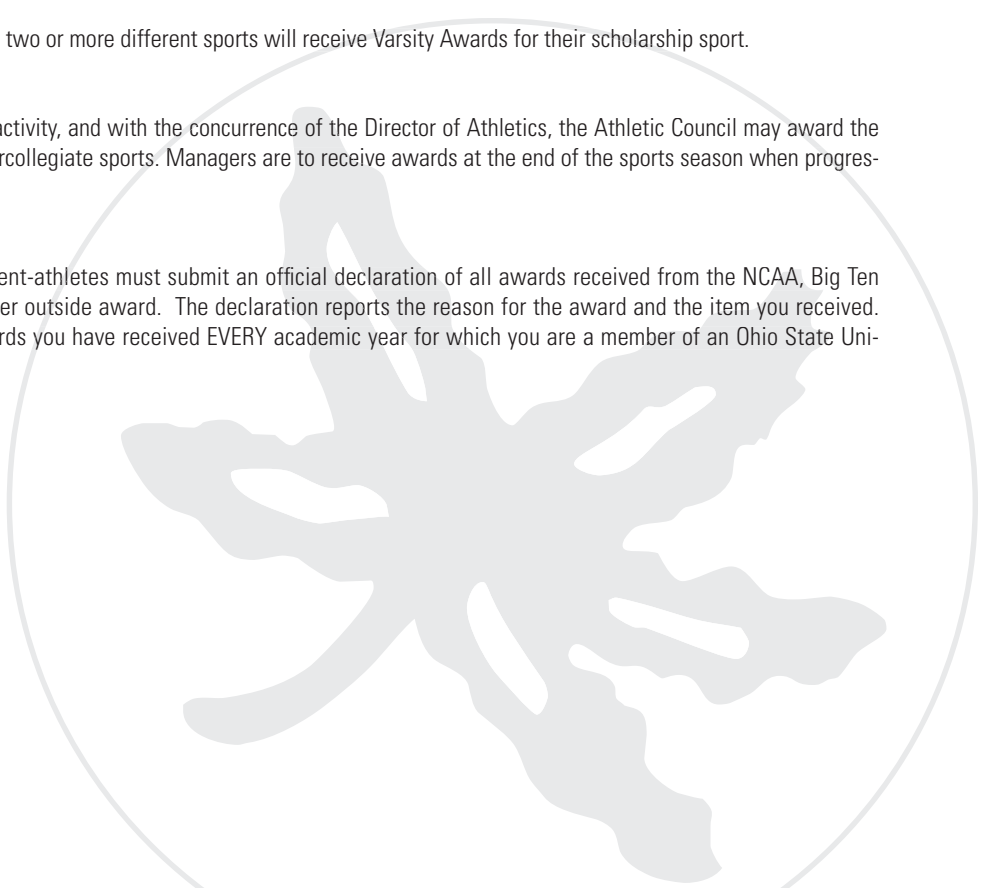 two or more different sports will receive Varsity Awards for their scholarship sport.
activity, and with the concurrence of the Director of Athletics, the Athletic Council may award the
rcollegiate sports. Managers are to receive awards at the end of the sports season when progres-
ent-athletes must submit an official declaration of all awards received from the NCAA, Big Ten
er outside award. The declaration reports the reason for the award and the item you received.
rds you have received EVERY academic year for which you are a member of an Ohio State Uni-